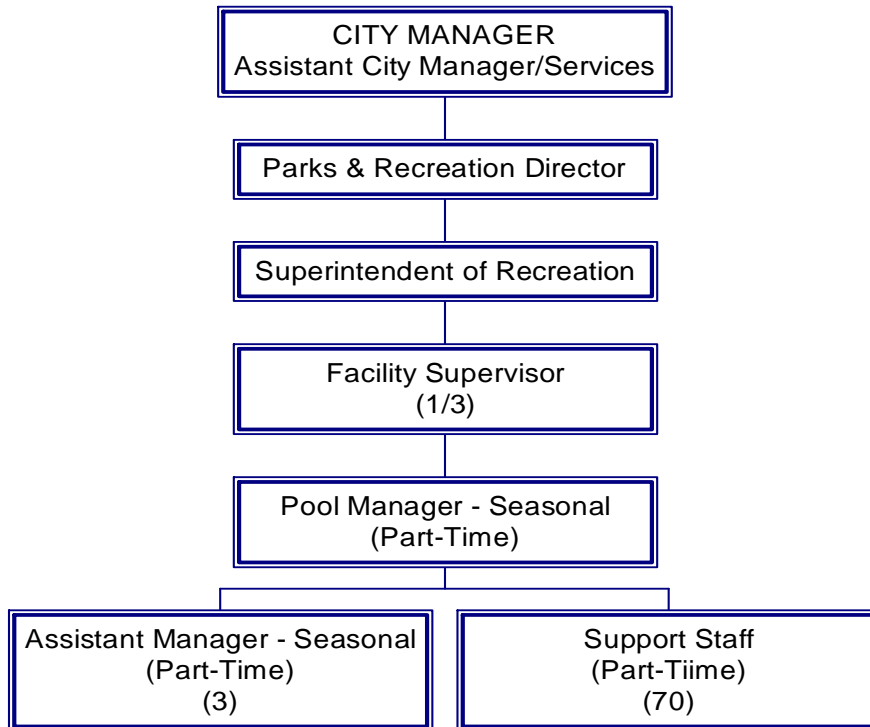 CITY MANAGER
Assistant City Manager/Services
Parks & Recreation Director
Superintendent of Recreation
Facility Supervisor
(1/3)
Pool Manager - Seasonal
(Part-Time)
Assistant Manager - Seasonal
(Part-Time)
(3)
Support Staff
(Part-Tiime)
(70)